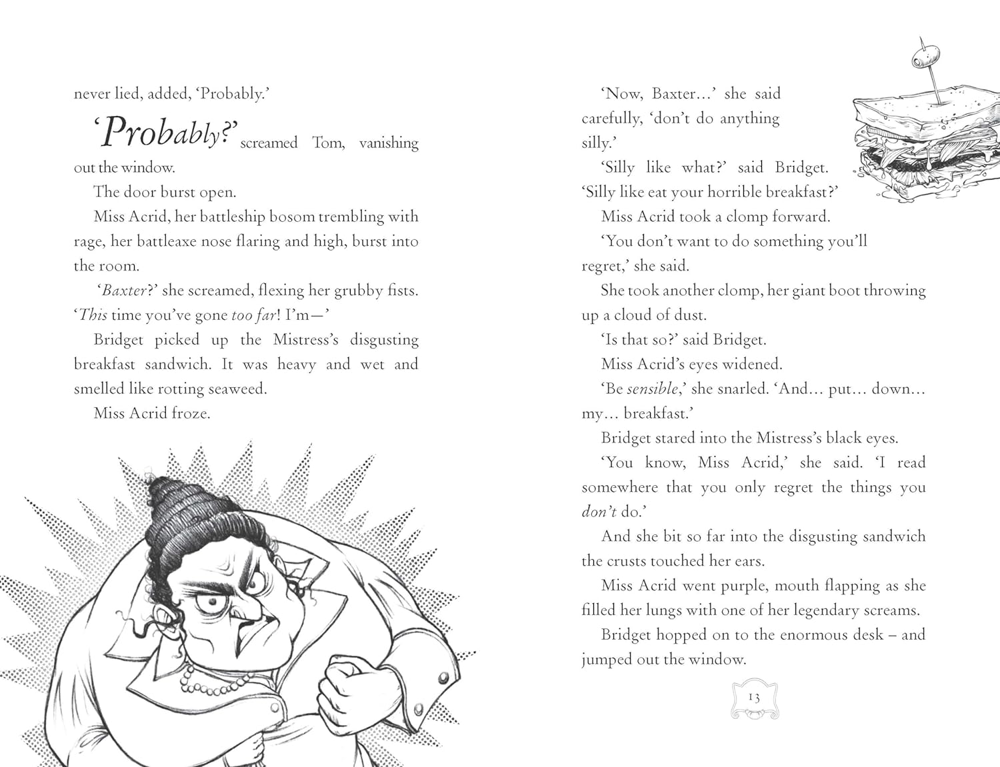 never lied, added, ‘Probably.’
‘Probably?’ screamed Tom, vanishing
out the window.
The door burst open.
Miss Acrid, her battleship bosom trembling with
rage, her battleaxe nose flaring and high, burst into
the room.
‘Baxter?’ she screamed, flexing her grubby fists.
‘This time you’ve gone too far! I’m—’
Bridget picked up the Mistress’s disgusting
breakfast sandwich. It was heavy and wet and
smelled like rotting seaweed.
Miss Acrid froze.
‘Now, Baxter…’ she said
carefully, ‘don’t do anything
silly.’
‘Silly like what?’ said Bridget.
‘Silly like eat your horrible breakfast?’
Miss Acrid took a clomp forward.
‘You don’t want to do something you’ll
regret,’ she said.
She took another clomp, her giant boot throwing
up a cloud of dust.
‘Is that so?’ said Bridget.
Miss Acrid’s eyes widened.
‘Be sensible,’ she snarled. ‘And… put… down…
my… breakfast.’
Bridget stared into the Mistress’s black eyes.
‘You know, Miss Acrid,’ she said. ‘I read
somewhere that you only regret the things you
don’t do.’
And she bit so far into the disgusting sandwich
the crusts touched her ears.
Miss Acrid went purple, mouth flapping as she
filled her lungs with one of her legendary screams.
Bridget hopped on to the enormous desk – and
jumped out the window.
13